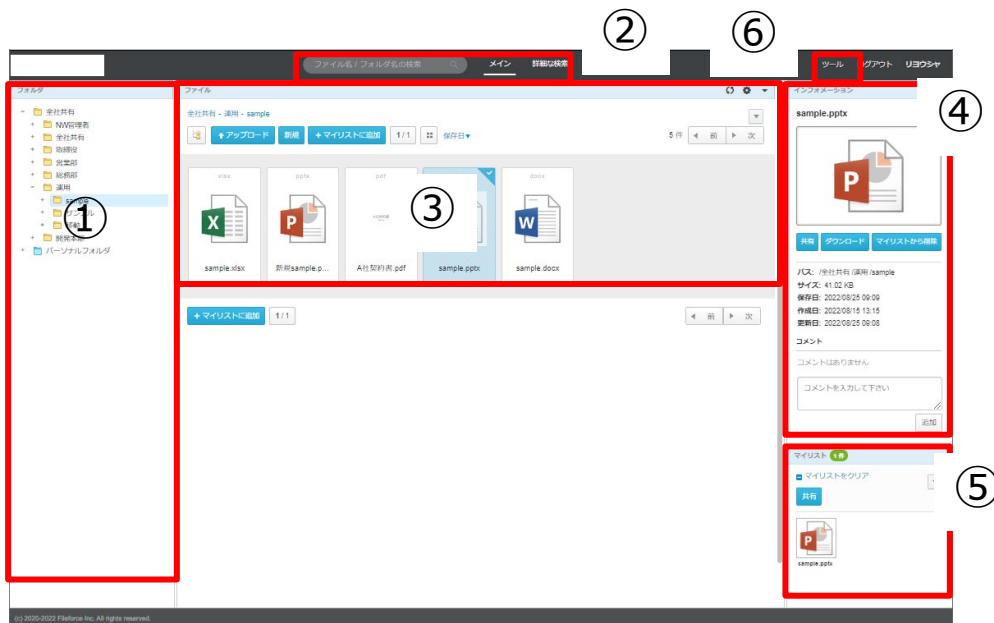 ② ⑥
ファイル名 / フォルダ名の検索 メイン 詳細な検索 ツール グアウト リヨウシャ
フォルダ
- 全社共有
+ NW管理者
+ 全社共有
+ 取締役
+ 営業部
+ 総務部
- 運用
+ sample
+
+
+ 開発本部
+ パーソナルフォルダ
①
ファイル
全社共有 - 運用 - sample
アップロード 新規 +マイリストに追加 1/1 保存日▼ 5 件 ◀ 前 ▶ 次
xlsx pptx pdf docx
X P W
③
sample.xlsx 新規sample.p... A社契約書.pdf sample.pptx sample.docx
+ マイリストに追加 1/1 ◀ 前 ▶ 次
インフォメーション
④
sample.pptx
P
共有 ダウンロード マイリストから削除
パス: /全社共有 /運用 /sample
サイズ: 41.02 KB
保存日: 2022/08/25 09:09
作成日: 2022/08/15 13:15
更新日: 2022/08/25 09:08
コメント
コメントはありません
コメントを入力して下さい
追加
マイリスト 1 件
マイリストをクリア
⑤
共有
P
sample.pptx
(c) 2020-2022 Fileforce Inc. All rights reserved.